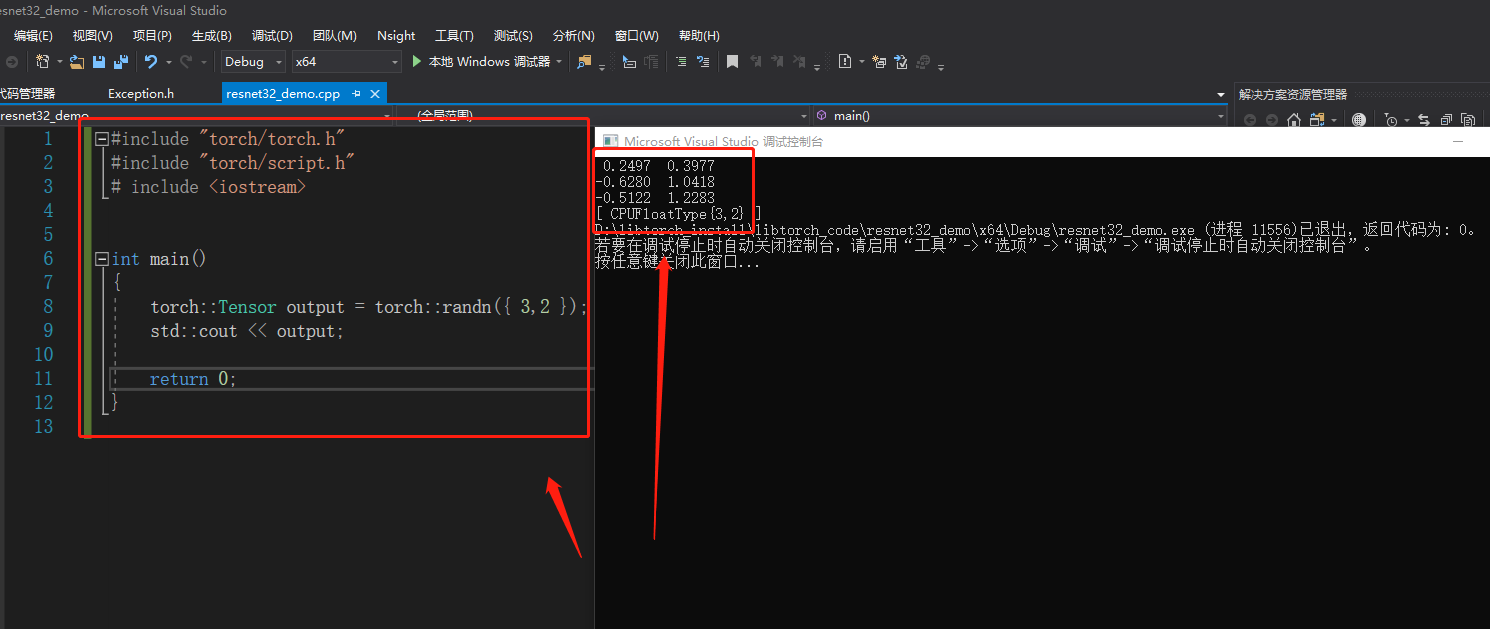 esnet32_demo - Microsoft Visual Studio
编辑(E) 视图(V) 项目(P) 生成(B) 调试(D) 团队(M) Nsight 工具(T) 测试(S) 分析(N) 窗口(W) 帮助(H)
Debug x64 本地 Windows 调试器
代码管理器 Exception.h resnet32_demo.cpp 解决方案资源管理器
resnet32_demo (全局范围) main()
1 #include "torch/torch.h"
2 #include "torch/script.h"
3 # include <iostream>
4
5
6 int main()
7 {
8 torch::Tensor output = torch::randn({ 3,2 });
9 std::cout << output;
10
11 return 0;
12 }
13
Microsoft Visual Studio 调试控制台
0.2497 0.3977
-0.6280 1.0418
-0.5122 1.2283
[ CPUFloatType{3,2} ]
D:\libtorch_install\libtorch_code\resnet32_demo\x64\Debug\resnet32_demo.exe (进程 11556)已退出，返回代码为: 0。
若要在调试停止时自动关闭控制台，请启用“工具”->“选项”->“调试”->“调试停止时自动关闭控制台”。
按任意键关闭此窗口...